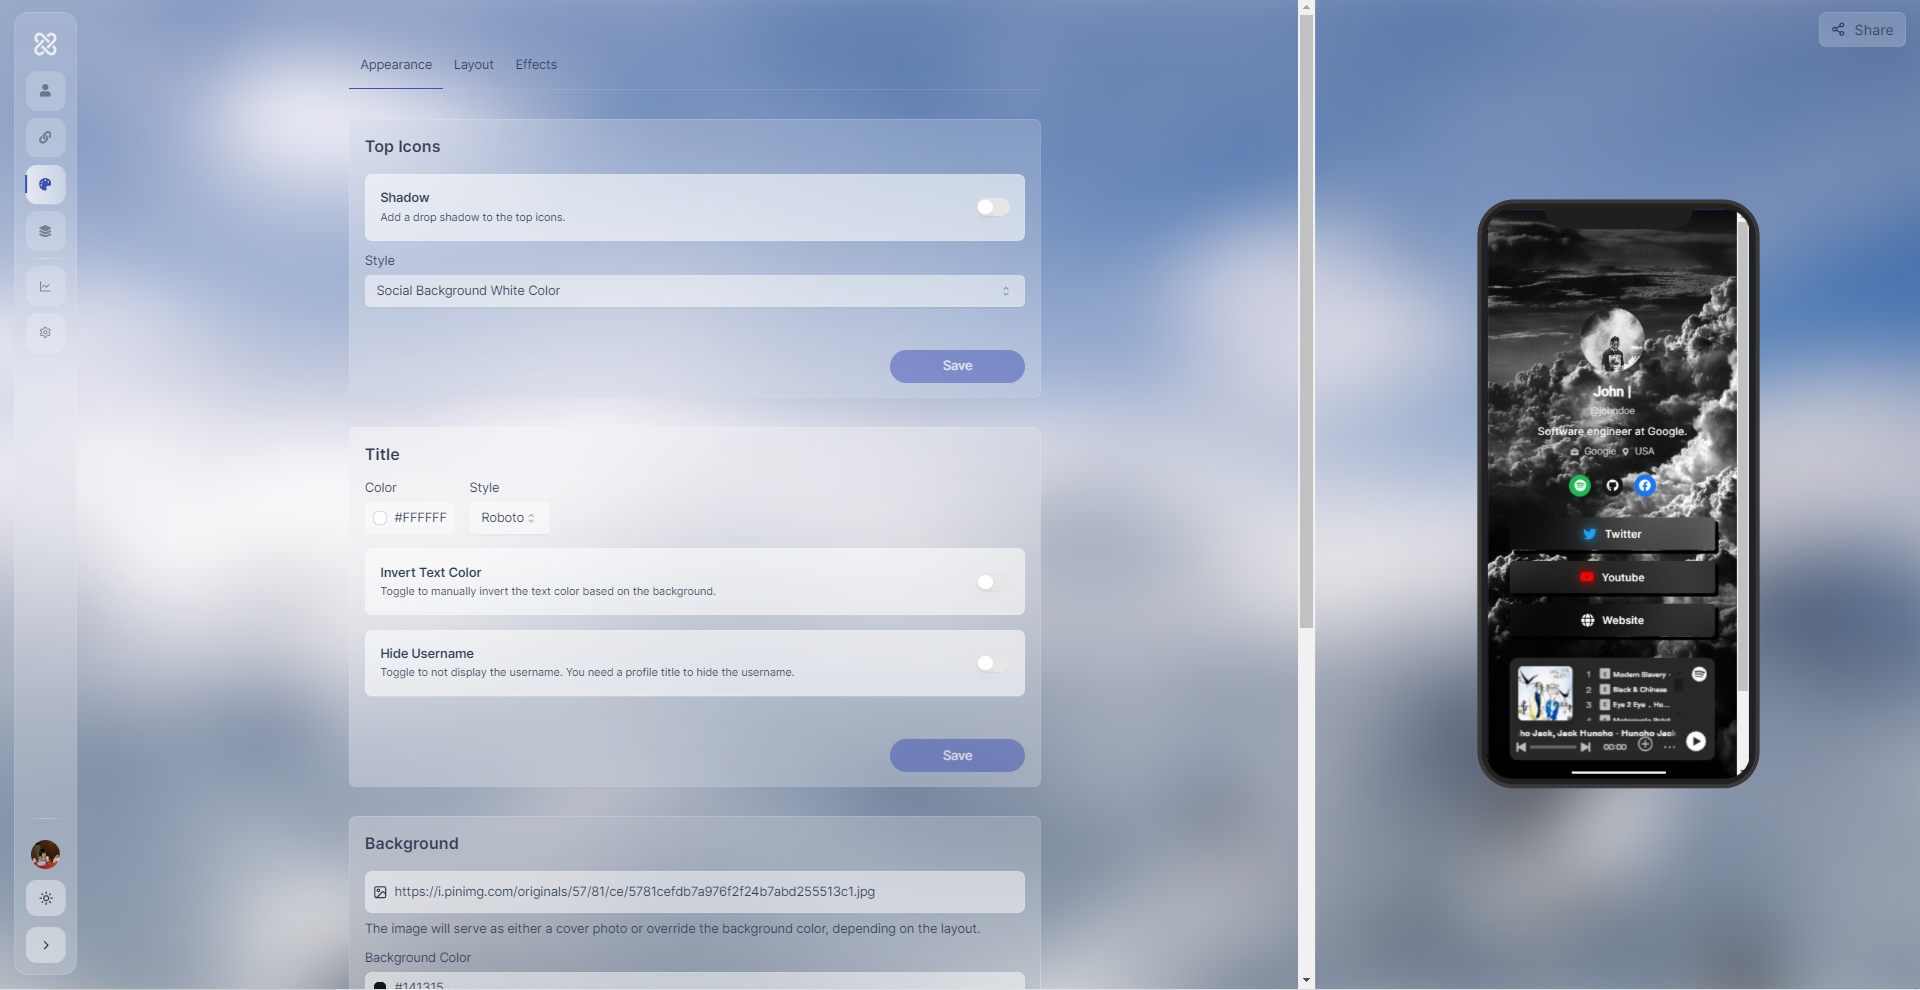 Share
Appearance Layout Effects
Top Icons
Shadow
Add a drop shadow to the top icons.
Style
Social Background White Color
Save
Title
Color Style
#FFFFFF Roboto
Invert Text Color
Toggle to manually invert the text color based on the background.
Hide Username
Toggle to not display the username. You need a profile title to hide the username.
Save
Background
https://i.pinimg.com/originals/57/81/ce/5781cefdb7a976f2f24b7abd255513c1.jpg
The image will serve as either a cover photo or override the background color, depending on the layout.
Background Color
#141315
John |
@johndoe
Software engineer at Google.
Google USA
Twitter
Youtube
Website
1 E Modern Slavery -
2 E Black & Chinese
3 E Eye 2 Eye .. Hu...
4 E Motorcycle Patol
ho Jack, Jack Huncho - Huncho Jack
00:00